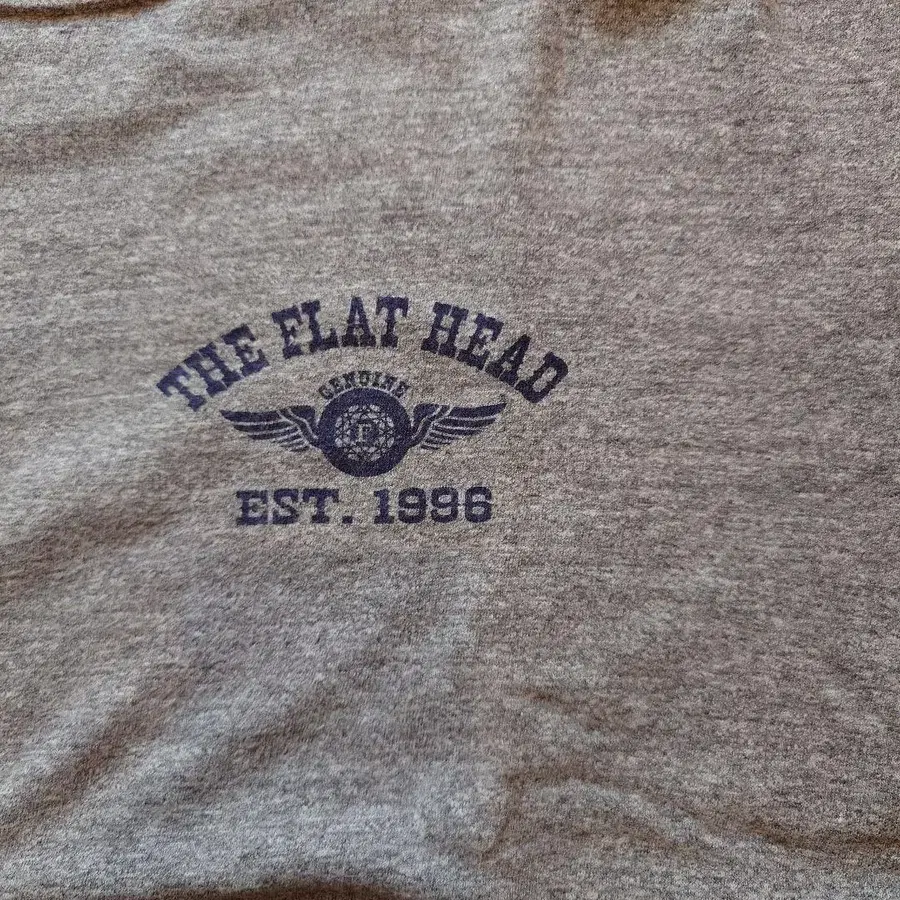 THE FLAT HEAD
GENUINE
F
EST. 1996